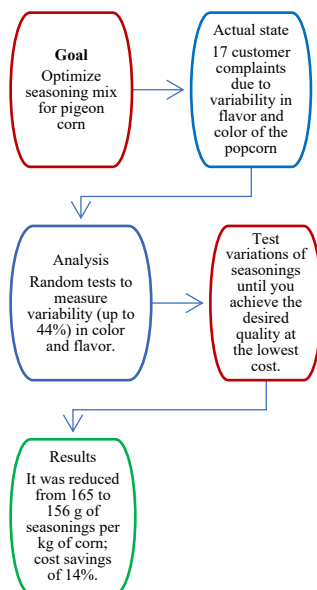 Goal
Optimize
seasoning mix
for pigeon
corn
Actual state
17 customer
complaints
due to
variability in
flavor and
color of the
popcorn
Analysis
Random tests to
measure
variability (up to
44%) in color
and flavor.
Test
variations of
seasonings
until you
achieve the
desired
quality at
the lowest
cost.
Results
It was reduced
from 165 to
156 g of
seasonings per
kg of corn;
cost savings
of 14%.